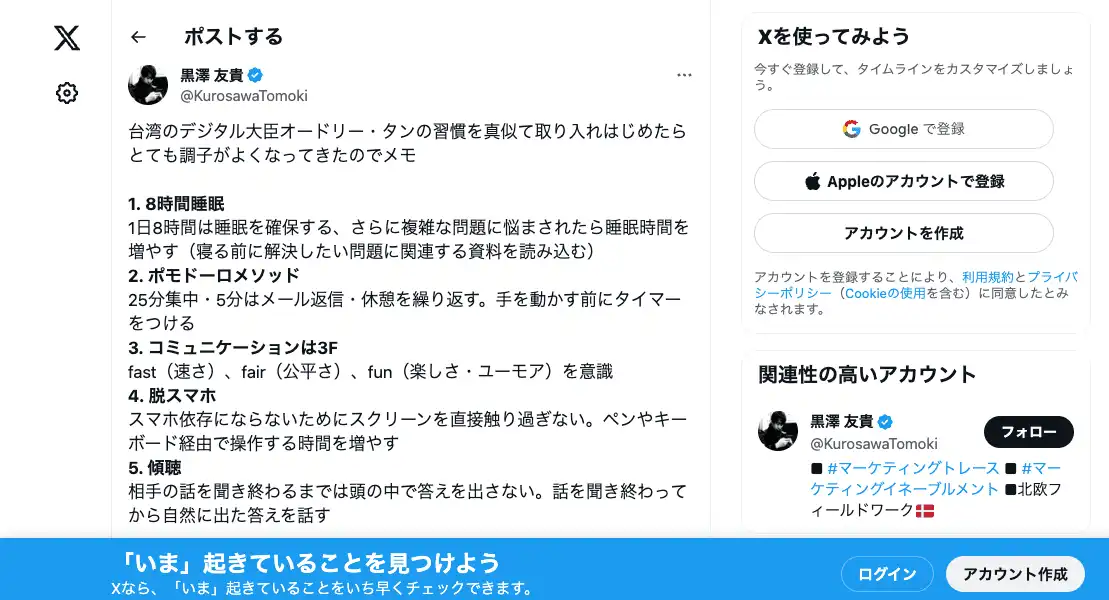 ポストする
黒澤 友貴
@KurosawaTomoki
台湾のデジタル大臣オードリー・タンの習慣を真似て取り入れはじめたら
とても調子がよくなってきたのでメモ
1. 8時間睡眠
1日8時間は睡眠を確保する、さらに複雑な問題に悩まされたら睡眠時間を
増やす（寝る前に解決したい問題に関連する資料を読み込む）
2. ポモドーロメソッド
25分集中・5分はメール返信・休憩を繰り返す。手を動かす前にタイマー
をつける
3. コミュニケーションは3F
fast（速さ）、fair（公平さ）、fun（楽しさ・ユーモア）を意識
4. 脱スマホ
スマホ依存にならないためにスクリーンを直接触り過ぎない。ペンやキー
ボード経由で操作する時間を増やす
5. 傾聴
相手の話を聞き終わるまでは頭の中で答えを出さない。話を聞き終わって
から自然に出た答えを話す
Xを使ってみよう
今すぐ登録して、タイムラインをカスタマイズしましょ
う。
Google で登録
Appleのアカウントで登録
アカウントを作成
アカウントを登録することにより、利用規約とプライバ
シーポリシー（Cookieの使用を含む）に同意したとみ
なされます。
関連性の高いアカウント
黒澤 友貴
@KurosawaTomoki
フォロー
■ #マーケティングトレース ■ #マー
ケティングイネーブルメント ■北欧フ
ィールドワーク🇩🇰
「いま」起きていることを見つけよう
Xなら、「いま」起きていることをいち早くチェックできます。
ログイン
アカウント作成